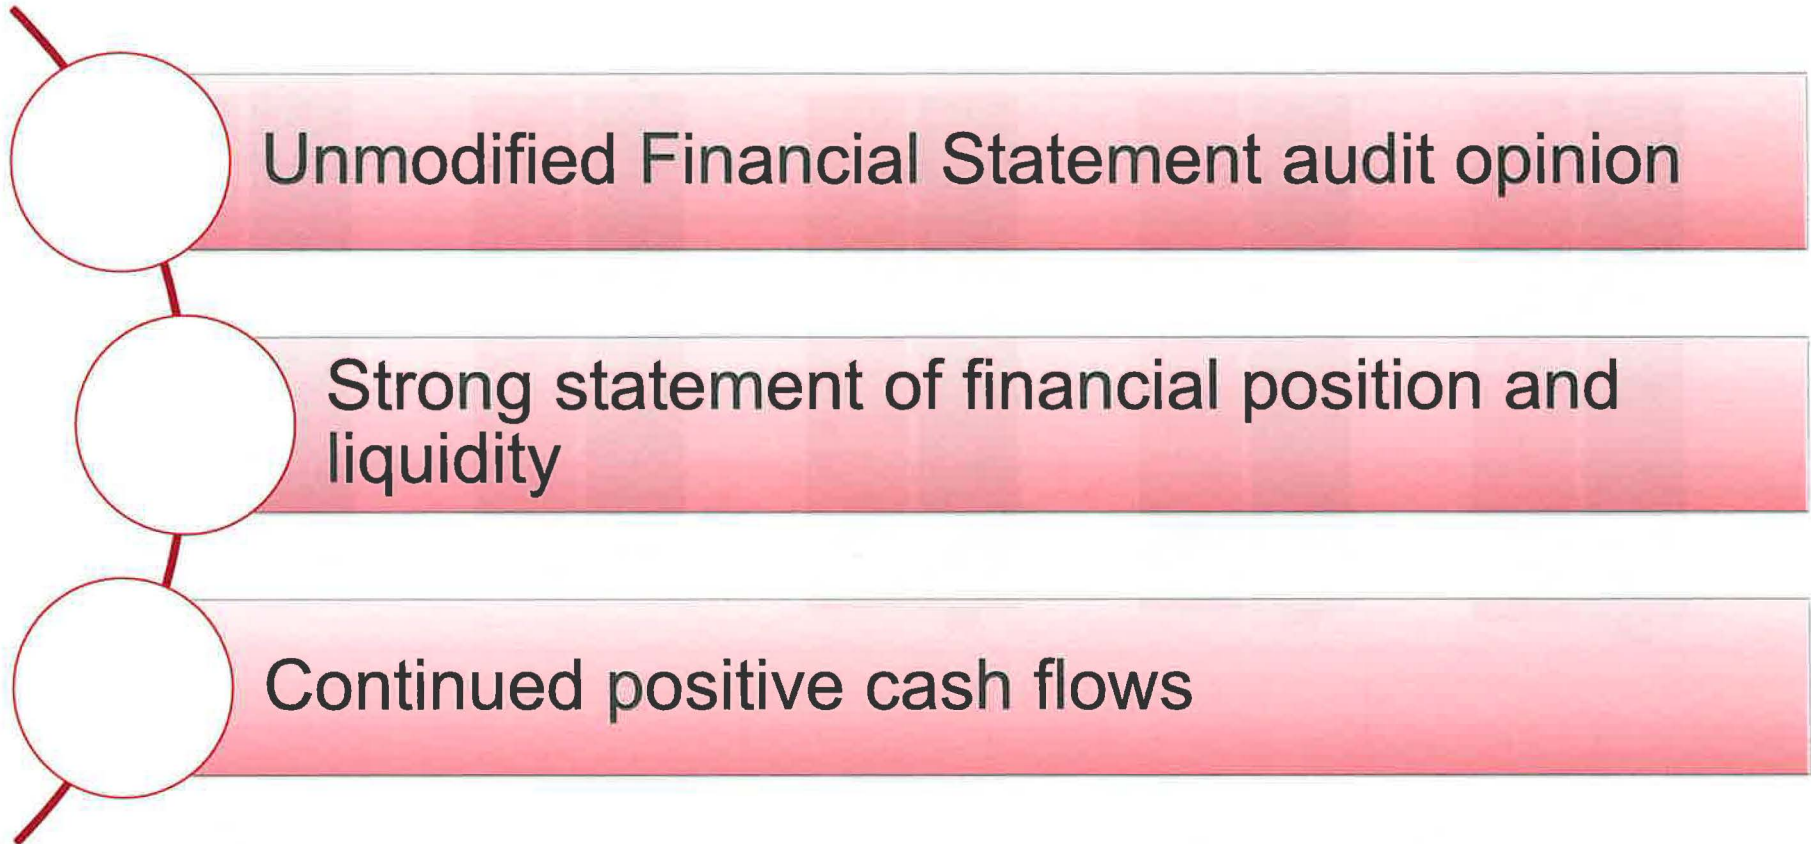 Unmodified Financial Statement audit opinion
Strong statement of financial position and
liquidity
Continued positive cash flows